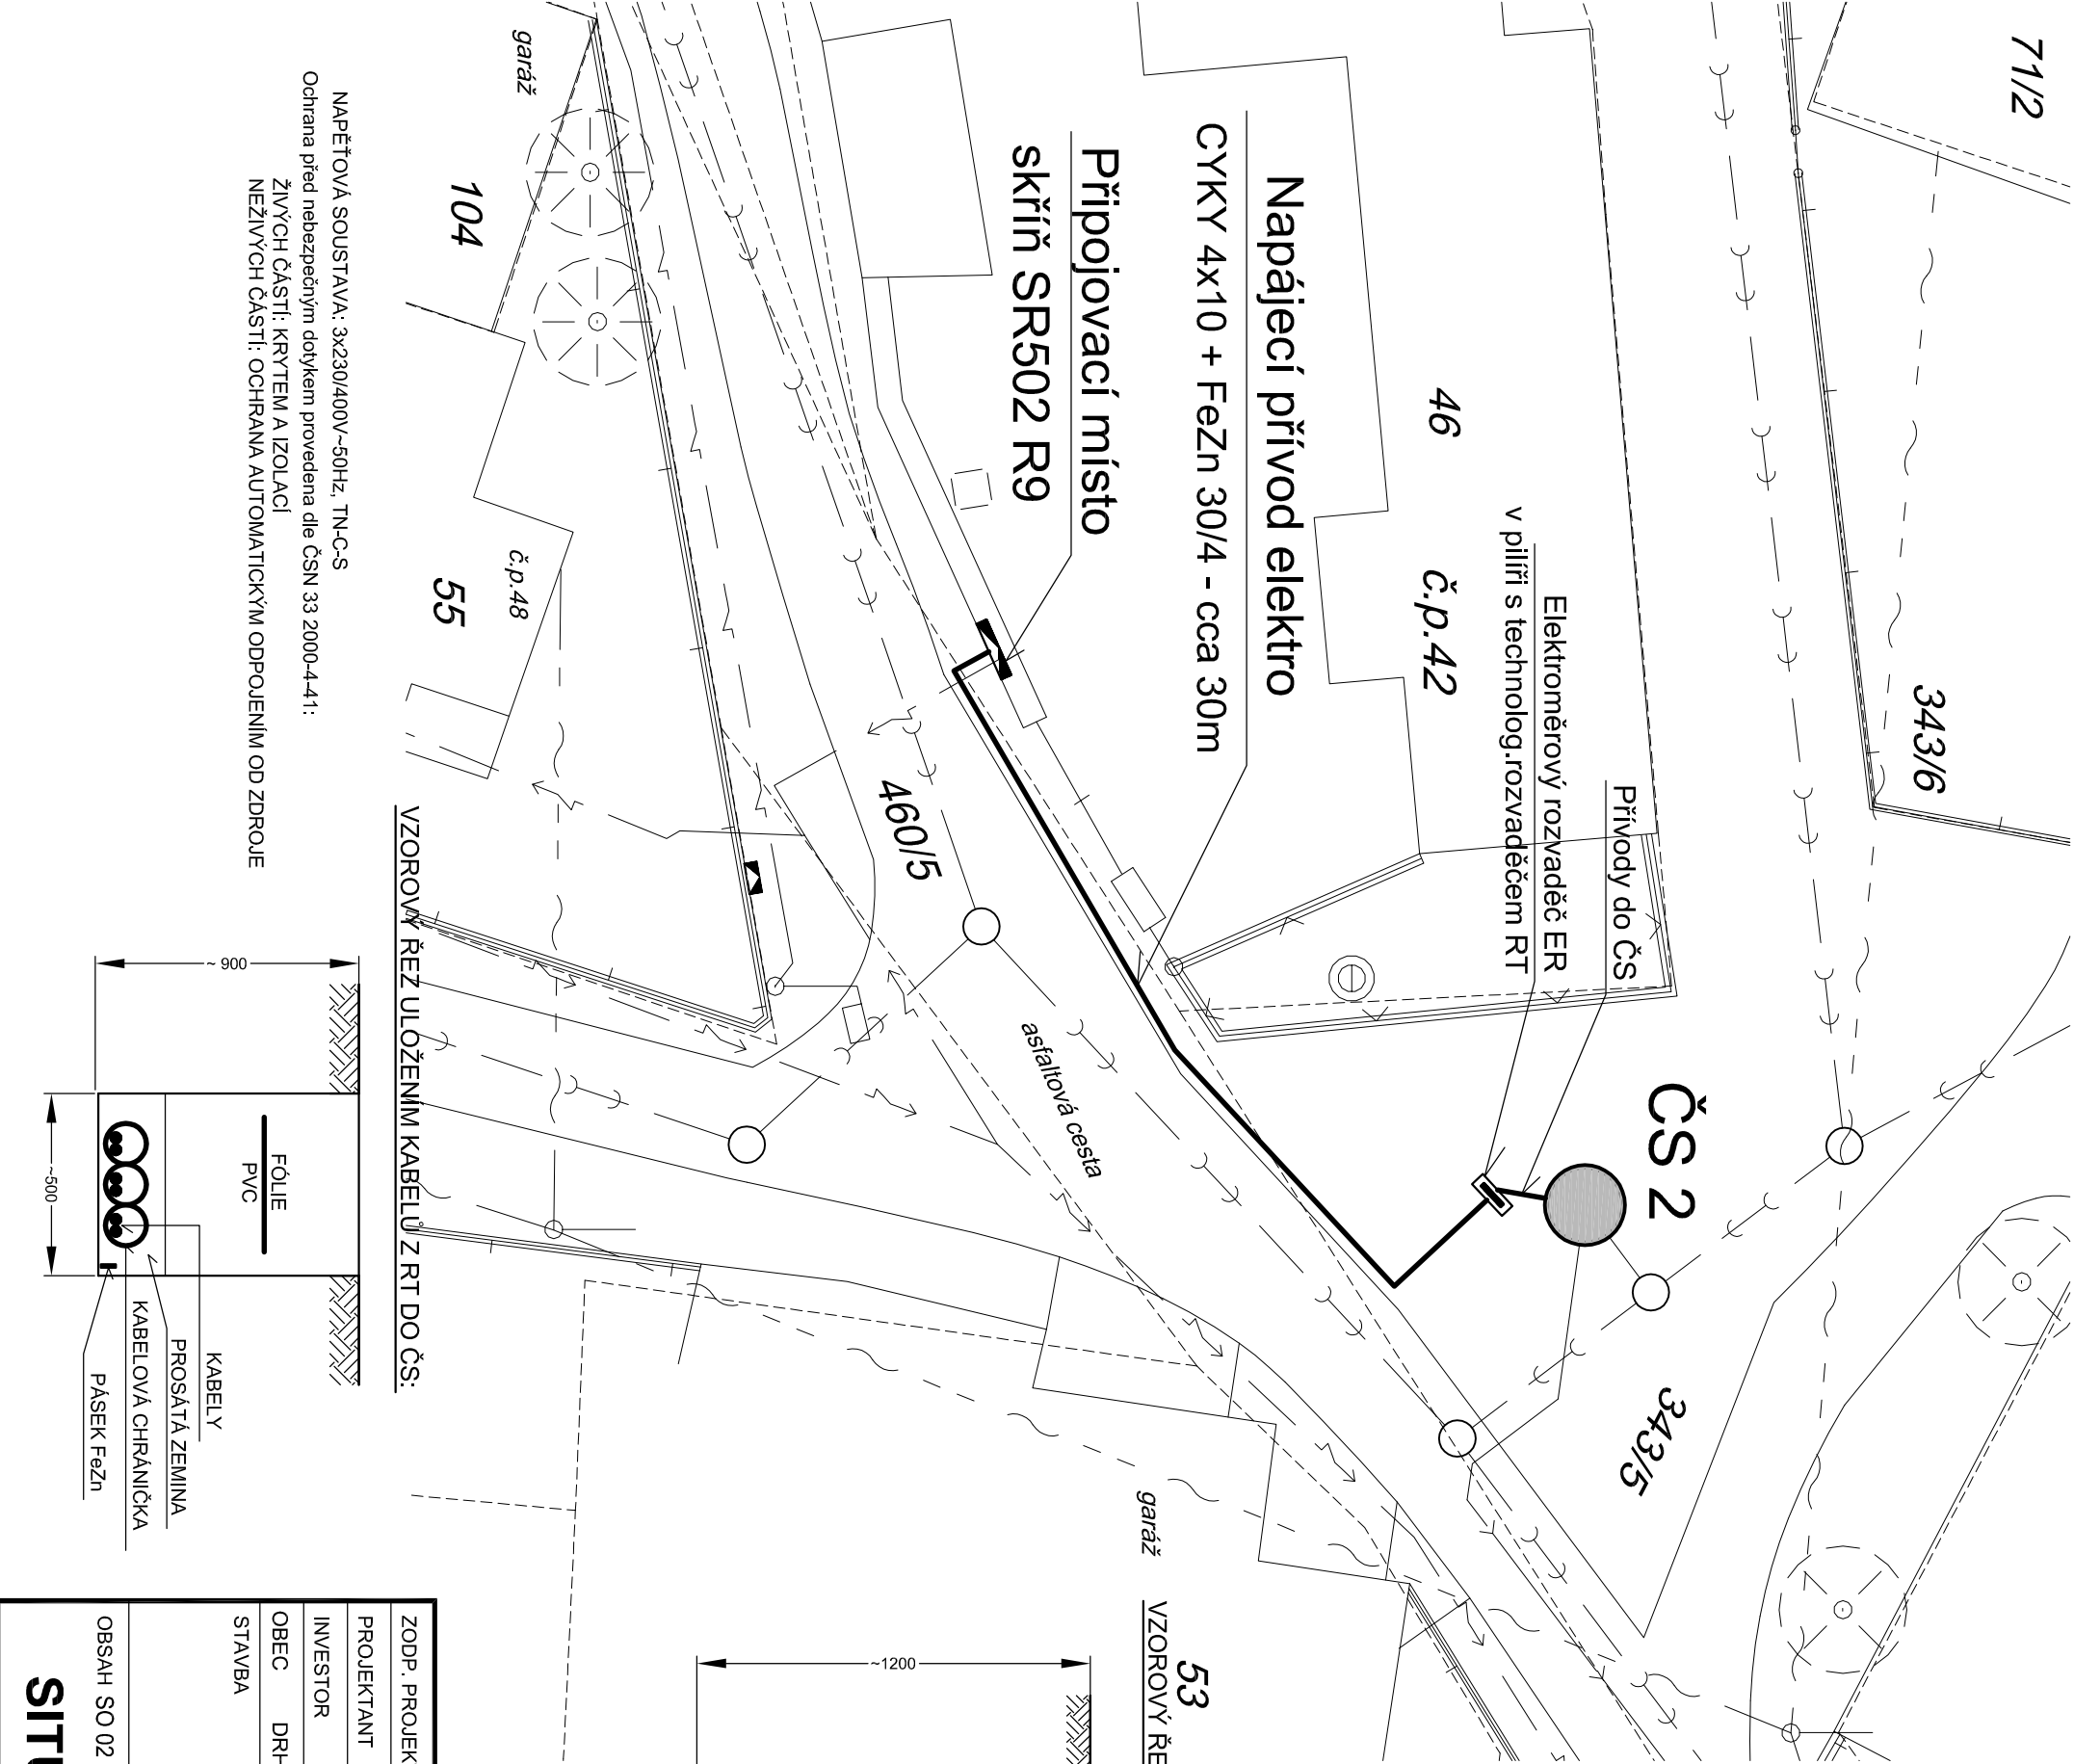 71/2
343/6
46
č.p.42
Přívody do ČS
Elektroměrový rozvaděč ER
v pilíři s technolog.rozvaděčem RT
Napájecí přívod elektro
CYKY 4x10 + FeZn 30/4 - cca 30m
Připojovací místo
skříň SR502 R9
ČS 2
343/5
460/5
asfaltová cesta
garáž
104
č.p.48
55
garáž
53
VZOROVÝ ŘE
~1200
NAPĚŤOVÁ SOUSTAVA: 3x230/400V~50Hz, TN-C-S
Ochrana před nebezpečným dotykem provedena dle ČSN 33 2000-4-41:
ŽIVÝCH ČÁSTÍ: KRYTEM A IZOLACÍ
NEŽIVÝCH ČÁSTÍ: OCHRANA AUTOMATICKÝM ODPOJENÍM OD ZDROJE
VZOROVÝ ŘEZ ULOŽENÍM KABELŮ Z RT DO ČS:
~ 900
~500
FÓLIE
PVC
KABELY
PROSÁTÁ ZEMINA
KABELOVÁ CHRÁNIČKA
PÁSEK FeZn
ZODP. PROJEK
PROJEKTANT
INVESTOR
OBEC DRH
STAVBA
OBSAH SO 02
SITU